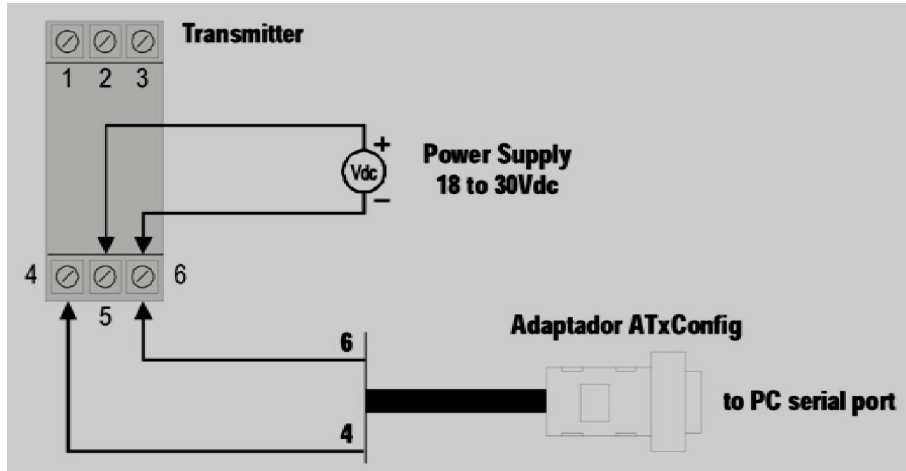 Transmitter
1 2 3
+
Vdc
−
Power Supply
18 to 30Vdc
4 5 6
6
Adaptador ATxConfig
to PC serial port
4